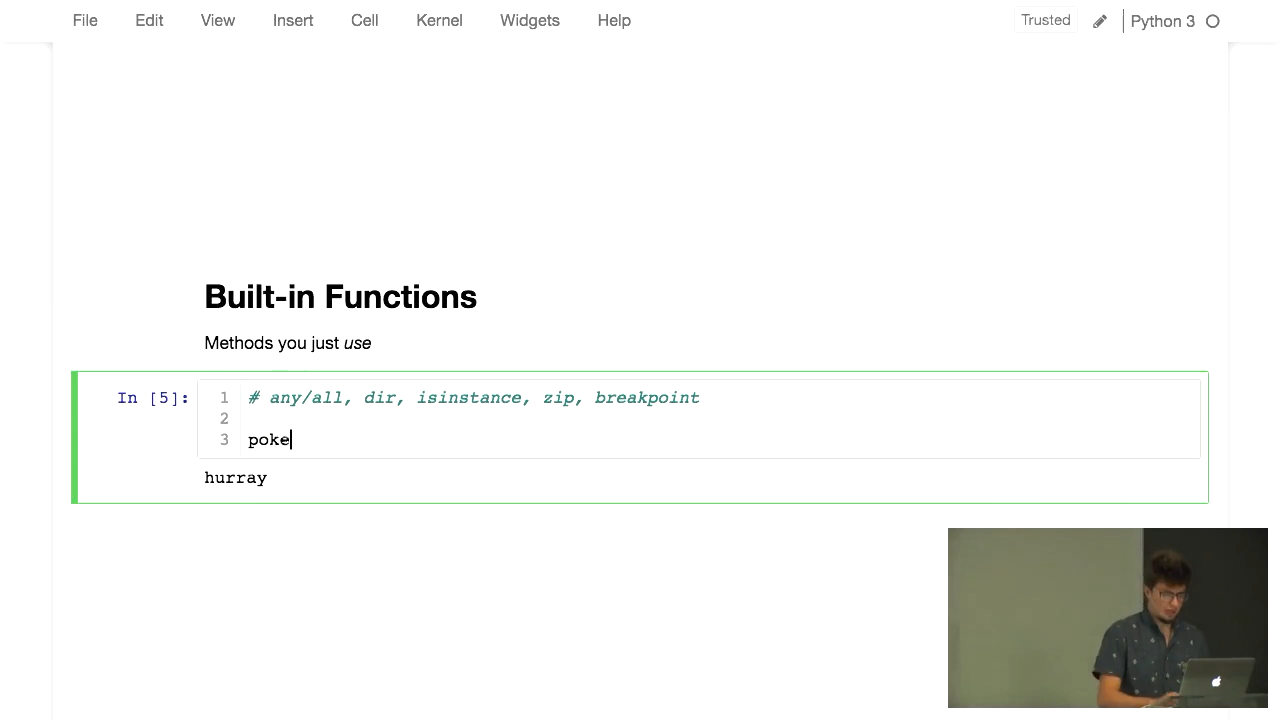 File Edit View Insert Cell Kernel Widgets Help Trusted Python 3
Built-in Functions
Methods you just use
In [5]: 1 # any/all, dir, isinstance, zip, breakpoint
2
3 poke
hurray